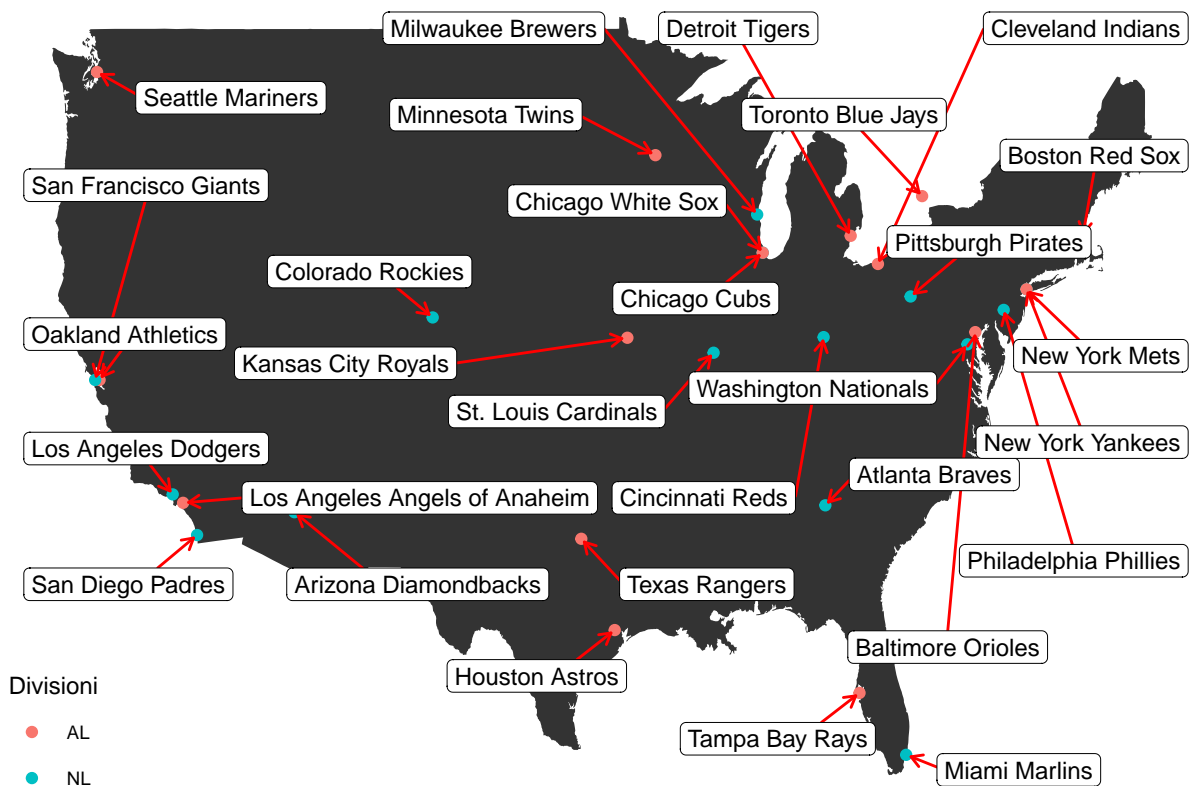 Milwaukee Brewers
Detroit Tigers
Cleveland Indians
Seattle Mariners
Minnesota Twins
Toronto Blue Jays
Boston Red Sox
San Francisco Giants
Chicago White Sox
Pittsburgh Pirates
Colorado Rockies
Chicago Cubs
Oakland Athletics
Kansas City Royals
New York Mets
Washington Nationals
St. Louis Cardinals
New York Yankees
Los Angeles Dodgers
Atlanta Braves
Los Angeles Angels of Anaheim
Cincinnati Reds
Philadelphia Phillies
San Diego Padres
Arizona Diamondbacks
Texas Rangers
Baltimore Orioles
Houston Astros
Tampa Bay Rays
Miami Marlins
Divisioni
AL
NL